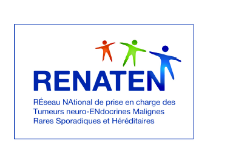 RENATEN
RÉseau NAtional de prise en charge des
Tumeurs neuro-ENdocrines Malignes
Rares Sporadiques et Héréditaires